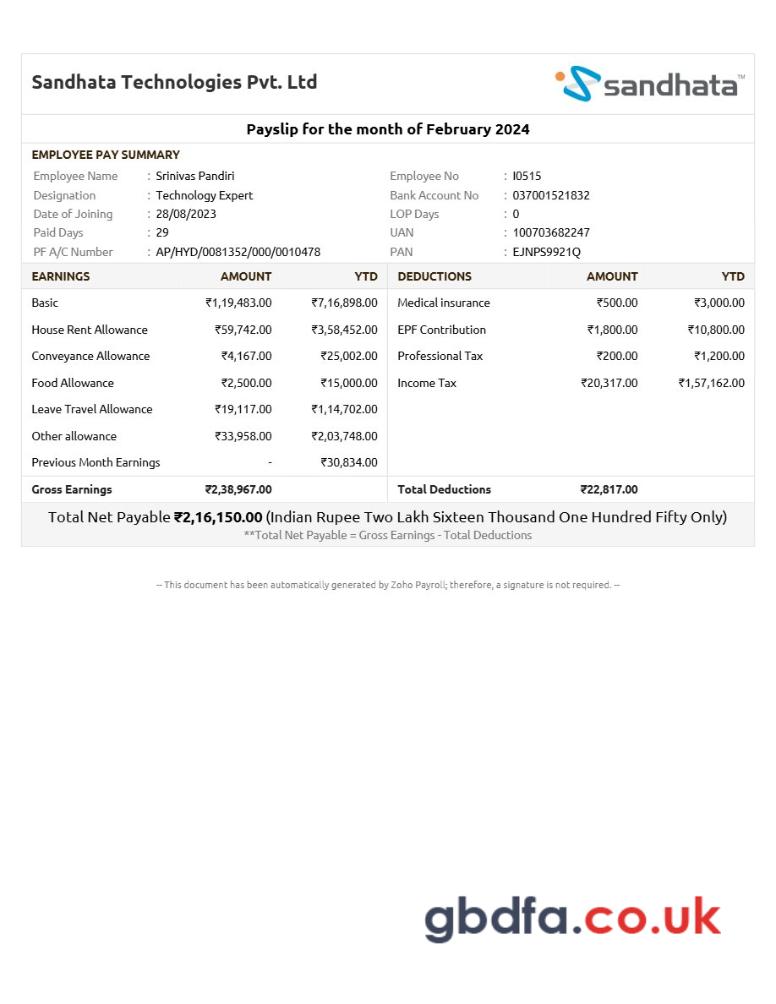 Sandhata Technologies Pvt. Ltd
sandhata™
Payslip for the month of February 2024
EMPLOYEE PAY SUMMARY
Employee Name : Srinivas Pandiri Employee No : I0515
Designation : Technology Expert Bank Account No : 037001521832
Date of Joining : 28/08/2023 LOP Days : 0
Paid Days : 29 UAN : 100703682247
PF A/C Number : AP/HYD/0081352/000/0010478 PAN : EJNPS9921Q
EARNINGS AMOUNT YTD DEDUCTIONS AMOUNT YTD
Basic ₹1,19,483.00 ₹7,16,898.00 Medical insurance ₹500.00 ₹3,000.00
House Rent Allowance ₹59,742.00 ₹3,58,452.00 EPF Contribution ₹1,800.00 ₹10,800.00
Conveyance Allowance ₹4,167.00 ₹25,002.00 Professional Tax ₹200.00 ₹1,200.00
Food Allowance ₹2,500.00 ₹15,000.00 Income Tax ₹20,317.00 ₹1,57,162.00
Leave Travel Allowance ₹19,117.00 ₹1,14,702.00
Other allowance ₹33,958.00 ₹2,03,748.00
Previous Month Earnings - ₹30,834.00
Gross Earnings ₹2,38,967.00 Total Deductions ₹22,817.00
Total Net Payable ₹2,16,150.00 (Indian Rupee Two Lakh Sixteen Thousand One Hundred Fifty Only)
**Total Net Payable = Gross Earnings - Total Deductions
-- This document has been automatically generated by Zoho Payroll; therefore, a signature is not required. --
gbdfa.co.uk